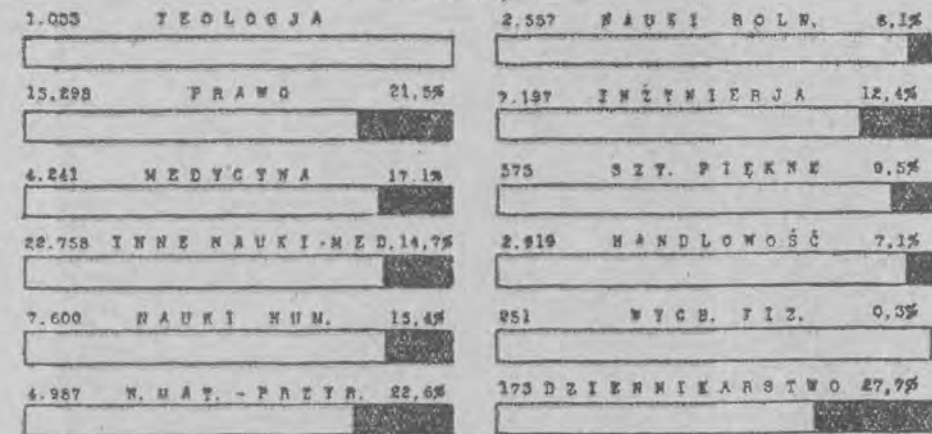 1.033 TEOLOGJA
15.298 PRAWO 21,5%
4.241 MEDYCYNA 17.1%
22.758 INNE NAUKI-MED. 14,7%
7.600 NAUKI HUM. 15,4%
4.987 N. MAT. - PRZYR. 22,6%
2.557 NAUKI ROLN. 6,1%
7.197 INŻYNIERJA 12,4%
SZT. PIĘKNE 9,5%
2.919 HANDLOWOŚĆ 7,1%
WYCH. FIZ. 0,3%
173 DZIENNIKARSTWO 27,7%